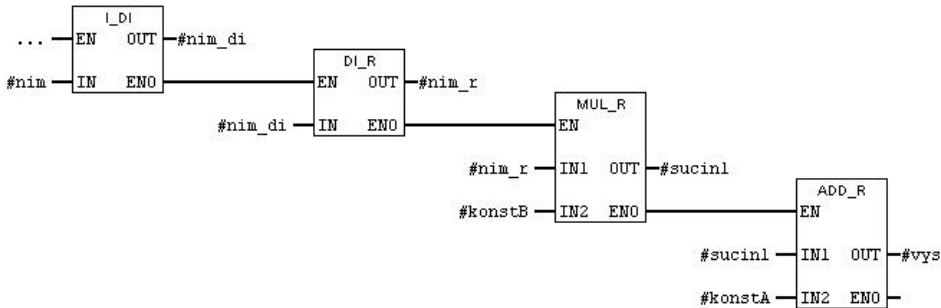 I_DI
... EN OUT #nim_di
#nim IN ENO
DI_R
EN OUT #nim_r
#nim_di IN ENO
MUL_R
EN
#nim_r IN1 OUT #sucin1
#konstB IN2 ENO
ADD_R
EN
#sucin1 IN1 OUT #vys
#konstA IN2 ENO